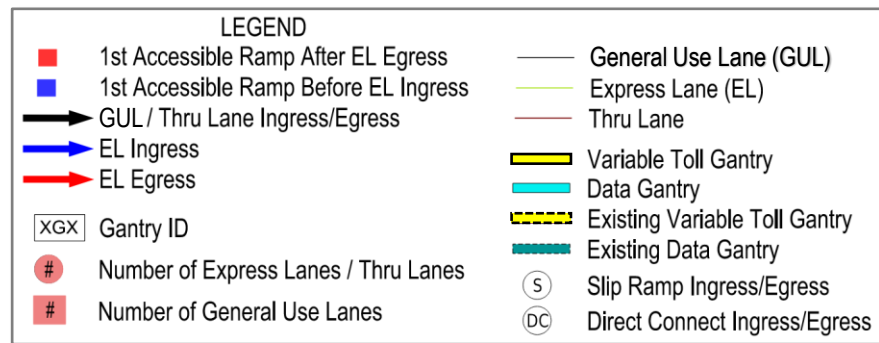 LEGEND
1st Accessible Ramp After EL Egress
1st Accessible Ramp Before EL Ingress
GUL / Thru Lane Ingress/Egress
EL Ingress
EL Egress
XGX Gantry ID
# Number of Express Lanes / Thru Lanes
# Number of General Use Lanes
General Use Lane (GUL)
Express Lane (EL)
Thru Lane
Variable Toll Gantry
Data Gantry
Existing Variable Toll Gantry
Existing Data Gantry
S Slip Ramp Ingress/Egress
DC Direct Connect Ingress/Egress